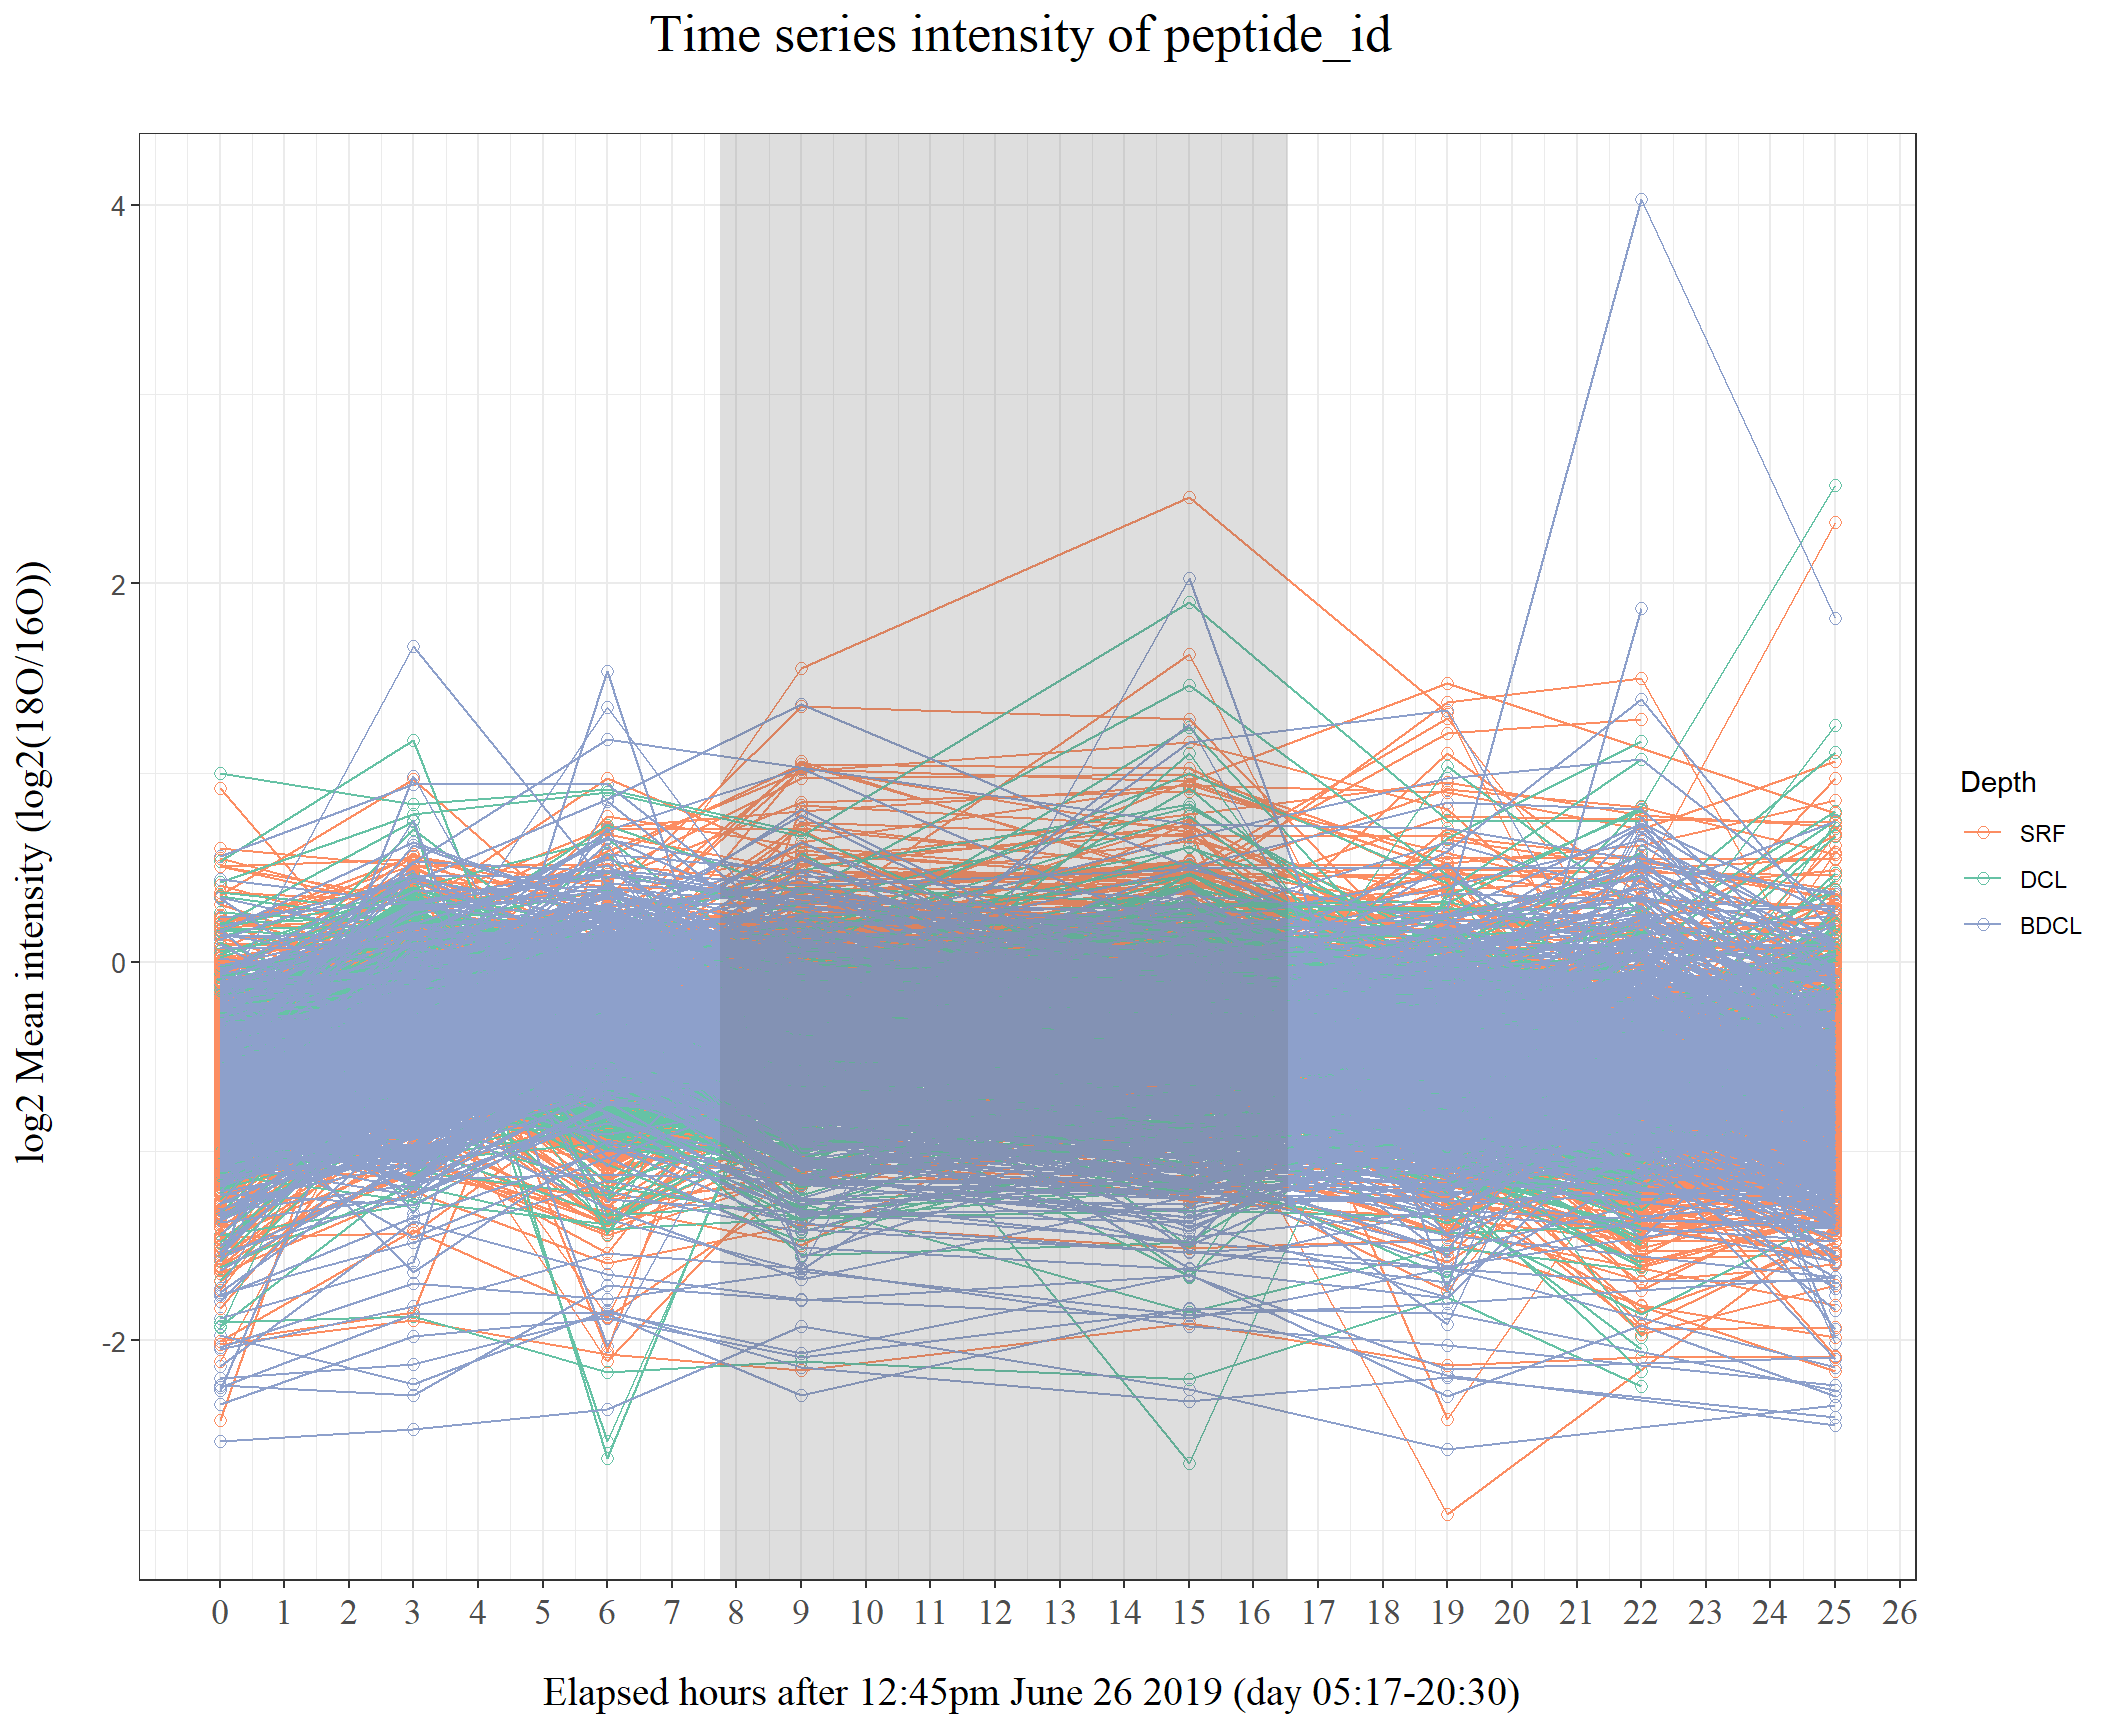 Time series intensity of peptide_id
log2 Mean intensity (log2(18O/16O))
4
2
0
-2
0 1 2 3 4 5 6 7 8 9 10 11 12 13 14 15 16 17 18 19 20 21 22 23 24 25 26
Elapsed hours after 12:45pm June 26 2019 (day 05:17-20:30)
Depth
SRF
DCL
BDCL